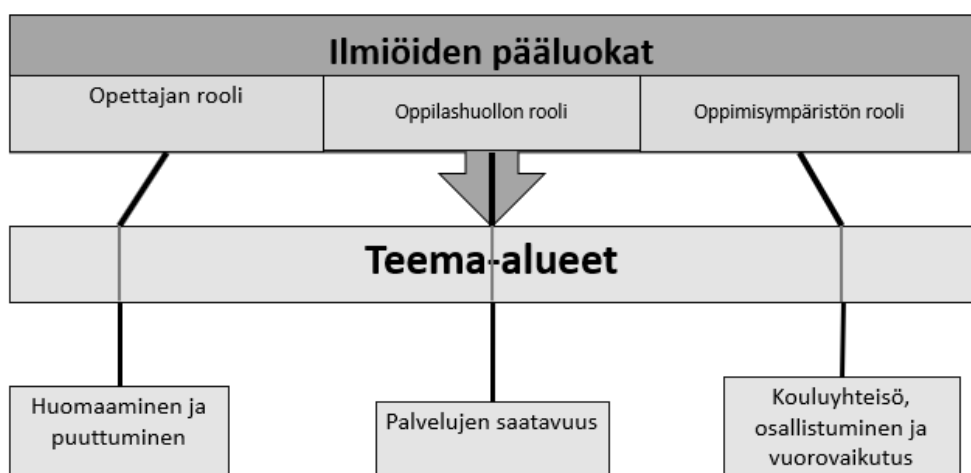 Ilmiöiden pääluokat
Opettajan rooli
Oppilashuollon rooli
Oppimisympäristön rooli
Teema-alueet
Huomaaminen ja
puuttuminen
Palvelujen saatavuus
Kouluyhteisö,
osallistuminen ja
vuorovaikutus